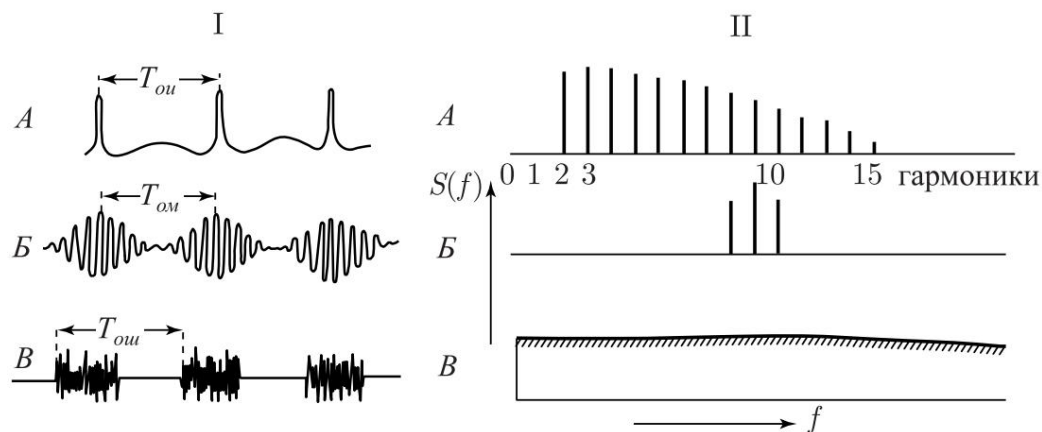 I
II
А
T_ои
А
0 1 2 3 10 15 гармоники
S(f)
Б
T_ом
Б
В
T_ош
В
f